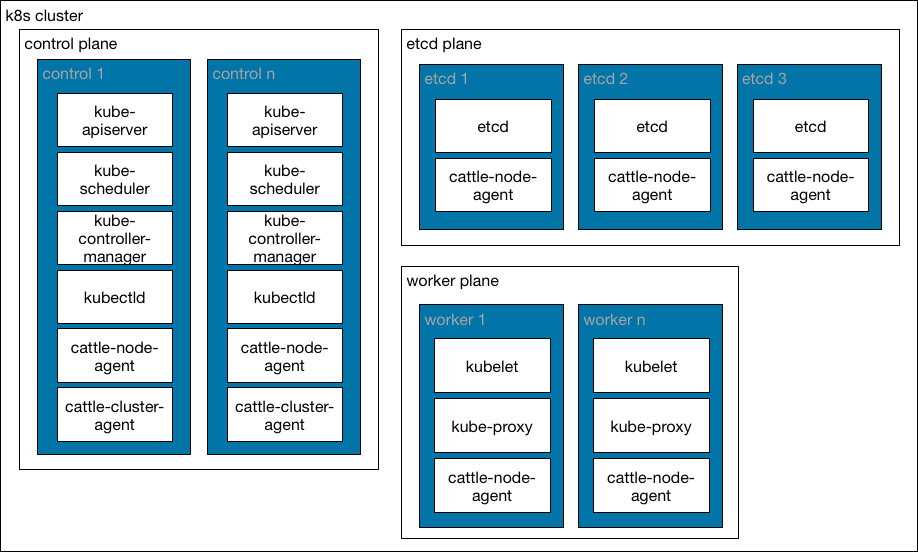 k8s cluster
control plane
control 1
kube-
apiserver
kube-
scheduler
kube-
controller-
manager
kubectld
cattle-node-
agent
cattle-cluster-
agent
control n
kube-
apiserver
kube-
scheduler
kube-
controller-
manager
kubectld
cattle-node-
agent
cattle-cluster-
agent
etcd plane
etcd 1
etcd
cattle-node-
agent
etcd 2
etcd
cattle-node-
agent
etcd 3
etcd
cattle-node-
agent
worker plane
worker 1
kubelet
kube-proxy
cattle-node-
agent
worker n
kubelet
kube-proxy
cattle-node-
agent